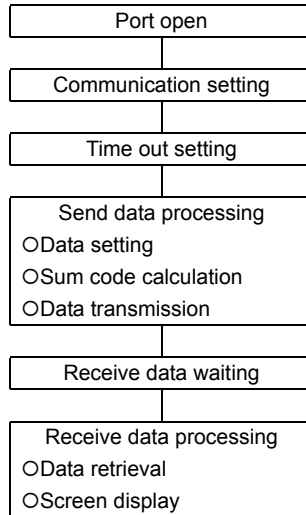 Port open
Communication setting
Time out setting
Send data processing
○Data setting
○Sum code calculation
○Data transmission
Receive data waiting
Receive data processing
○Data retrieval
○Screen display